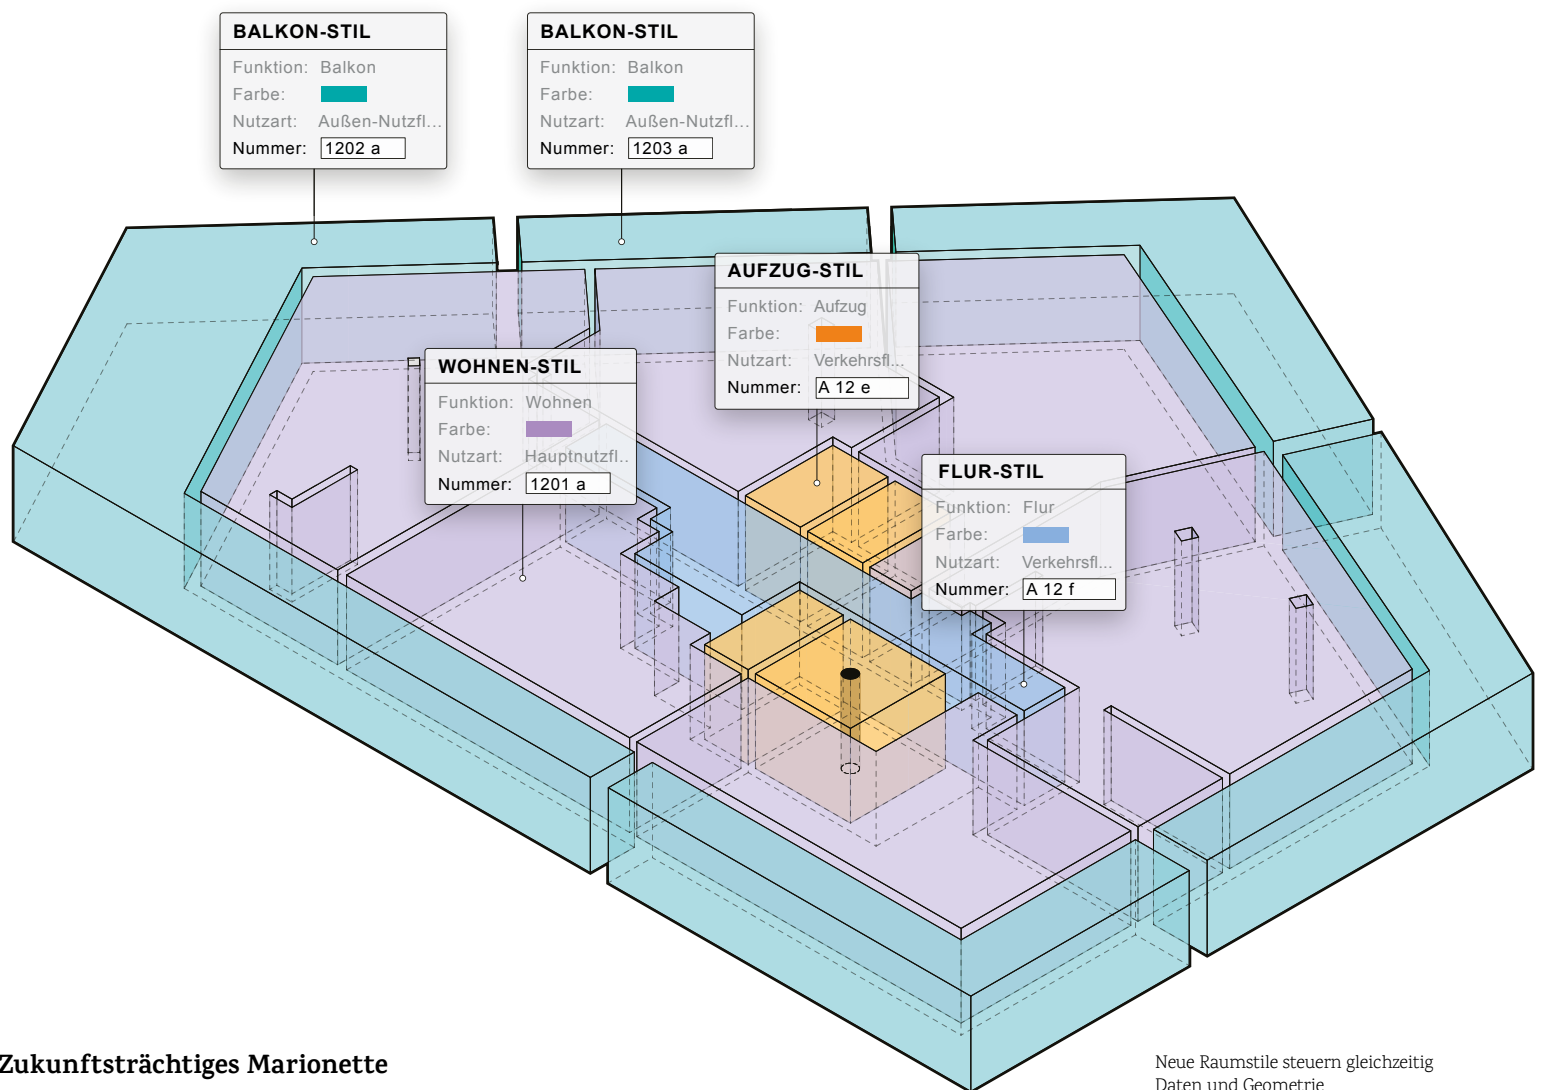 BALKON-STIL
Funktion: Balkon
Farbe:
Nutzart: Außen-Nutzfl...
Nummer: 1202 a
BALKON-STIL
Funktion: Balkon
Farbe:
Nutzart: Außen-Nutzfl...
Nummer: 1203 a
AUFZUG-STIL
Funktion: Aufzug
Farbe:
Nutzart: Verkehrsfl...
Nummer: A 12 e
WOHNEN-STIL
Funktion: Wohnen
Farbe:
Nutzart: Hauptnutzfl..
Nummer: 1201 a
FLUR-STIL
Funktion: Flur
Farbe:
Nutzart: Verkehrsfl...
Nummer: A 12 f
Zukunftsträchtiges Marionette
Neue Raumstile steuern gleichzeitig
Daten und Geometrie